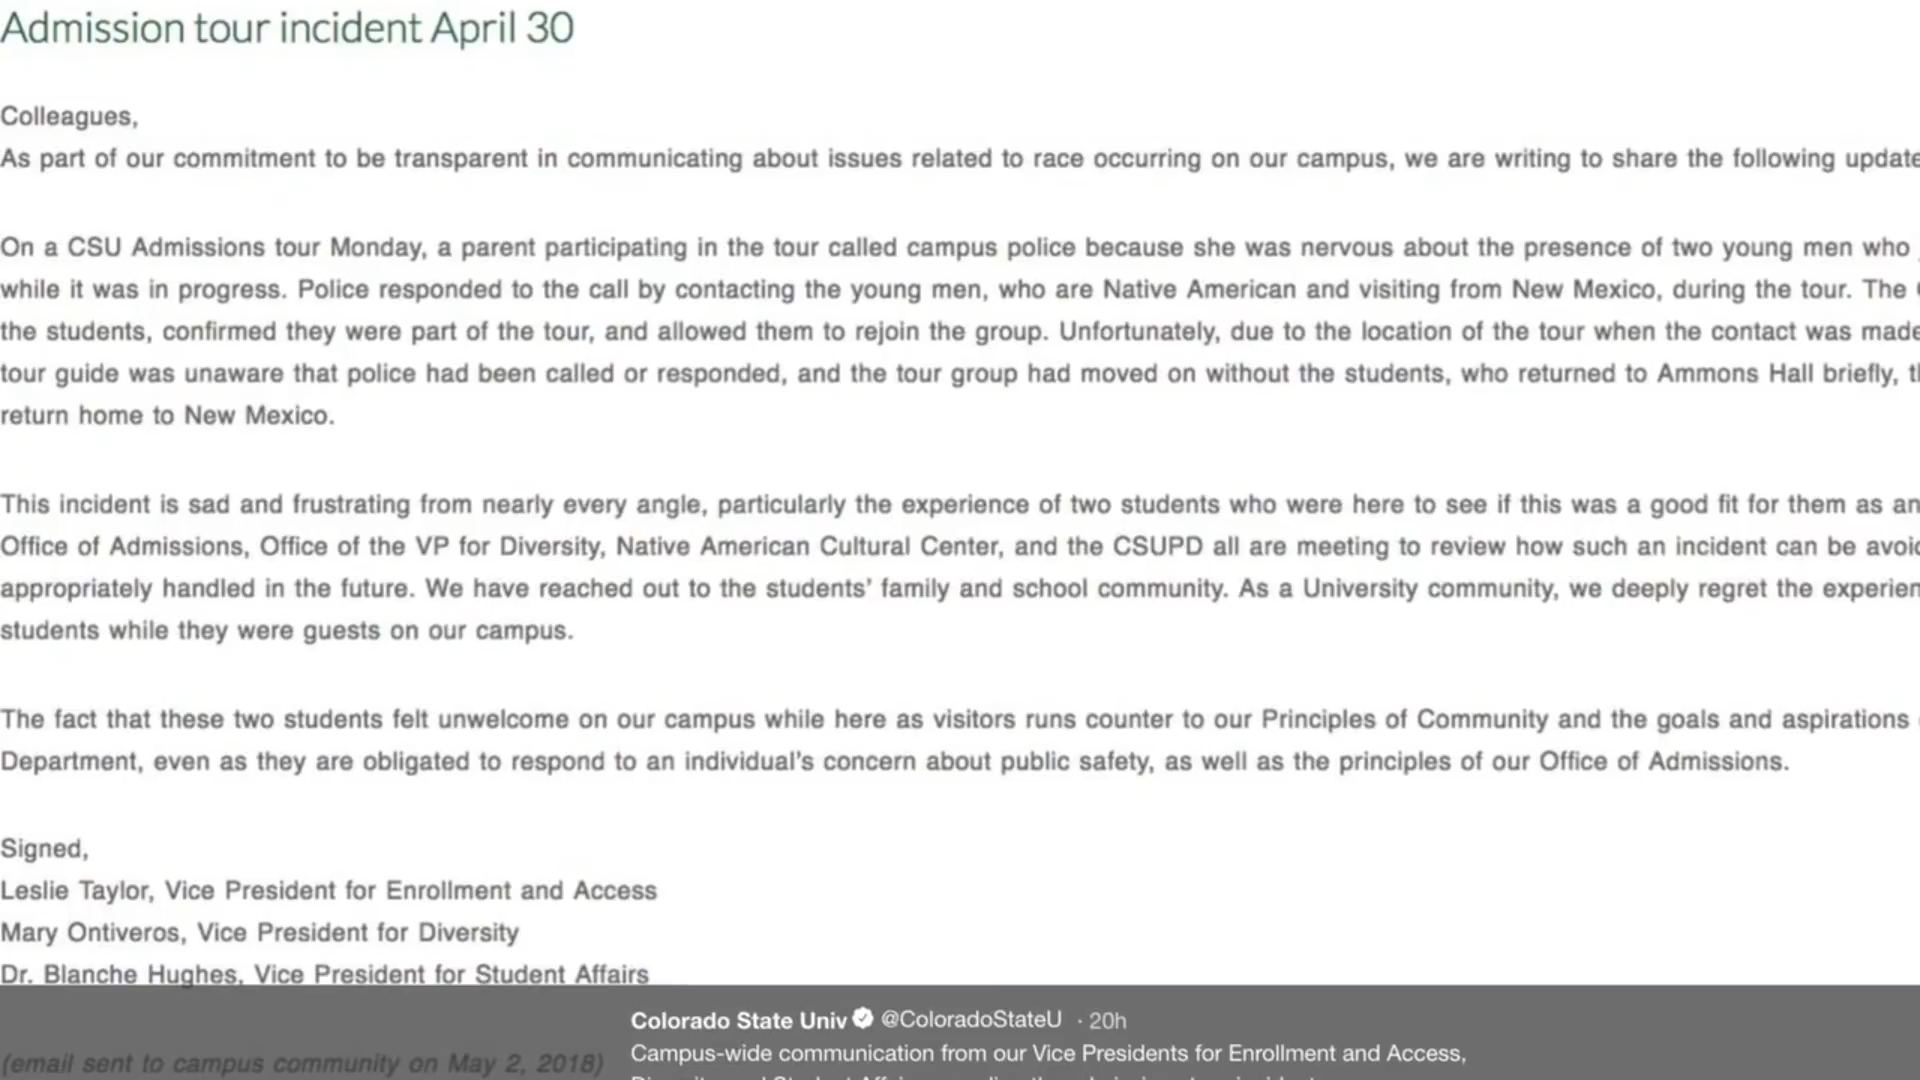 Admission tour incident April 30
Colleagues,
As part of our commitment to be transparent in communicating about issues related to race occurring on our campus, we are writing to share the following update
On a CSU Admissions tour Monday, a parent participating in the tour called campus police because she was nervous about the presence of two young men who
while it was in progress. Police responded to the call by contacting the young men, who are Native American and visiting from New Mexico, during the tour. The
the students, confirmed they were part of the tour, and allowed them to rejoin the group. Unfortunately, due to the location of the tour when the contact was made
tour guide was unaware that police had been called or responded, and the tour group had moved on without the students, who returned to Ammons Hall briefly,
return home to New Mexico.
This incident is sad and frustrating from nearly every angle, particularly the experience of two students who were here to see if this was a good fit for them as an
Office of Admissions, Office of the VP for Diversity, Native American Cultural Center, and the CSUPD all are meeting to review how such an incident can be
appropriately handled in the future. We have reached out to the students’ family and school community. As a University community, we deeply regret the
students while they were guests on our campus.
The fact that these two students felt unwelcome on our campus while here as visitors runs counter to our Principles of Community and the goals and aspirations
Department, even as they are obligated to respond to an individual’s concern about public safety, as well as the principles of our Office of Admissions.
Signed,
Leslie Taylor, Vice President for Enrollment and Access
Mary Ontiveros, Vice President for Diversity
Dr. Blanche Hughes, Vice President for Student Affairs
(email sent to campus community on May 2, 2018)
Colorado State Univ @ColoradoStateU · 20h
Campus-wide communication from our Vice Presidents for Enrollment and Access,